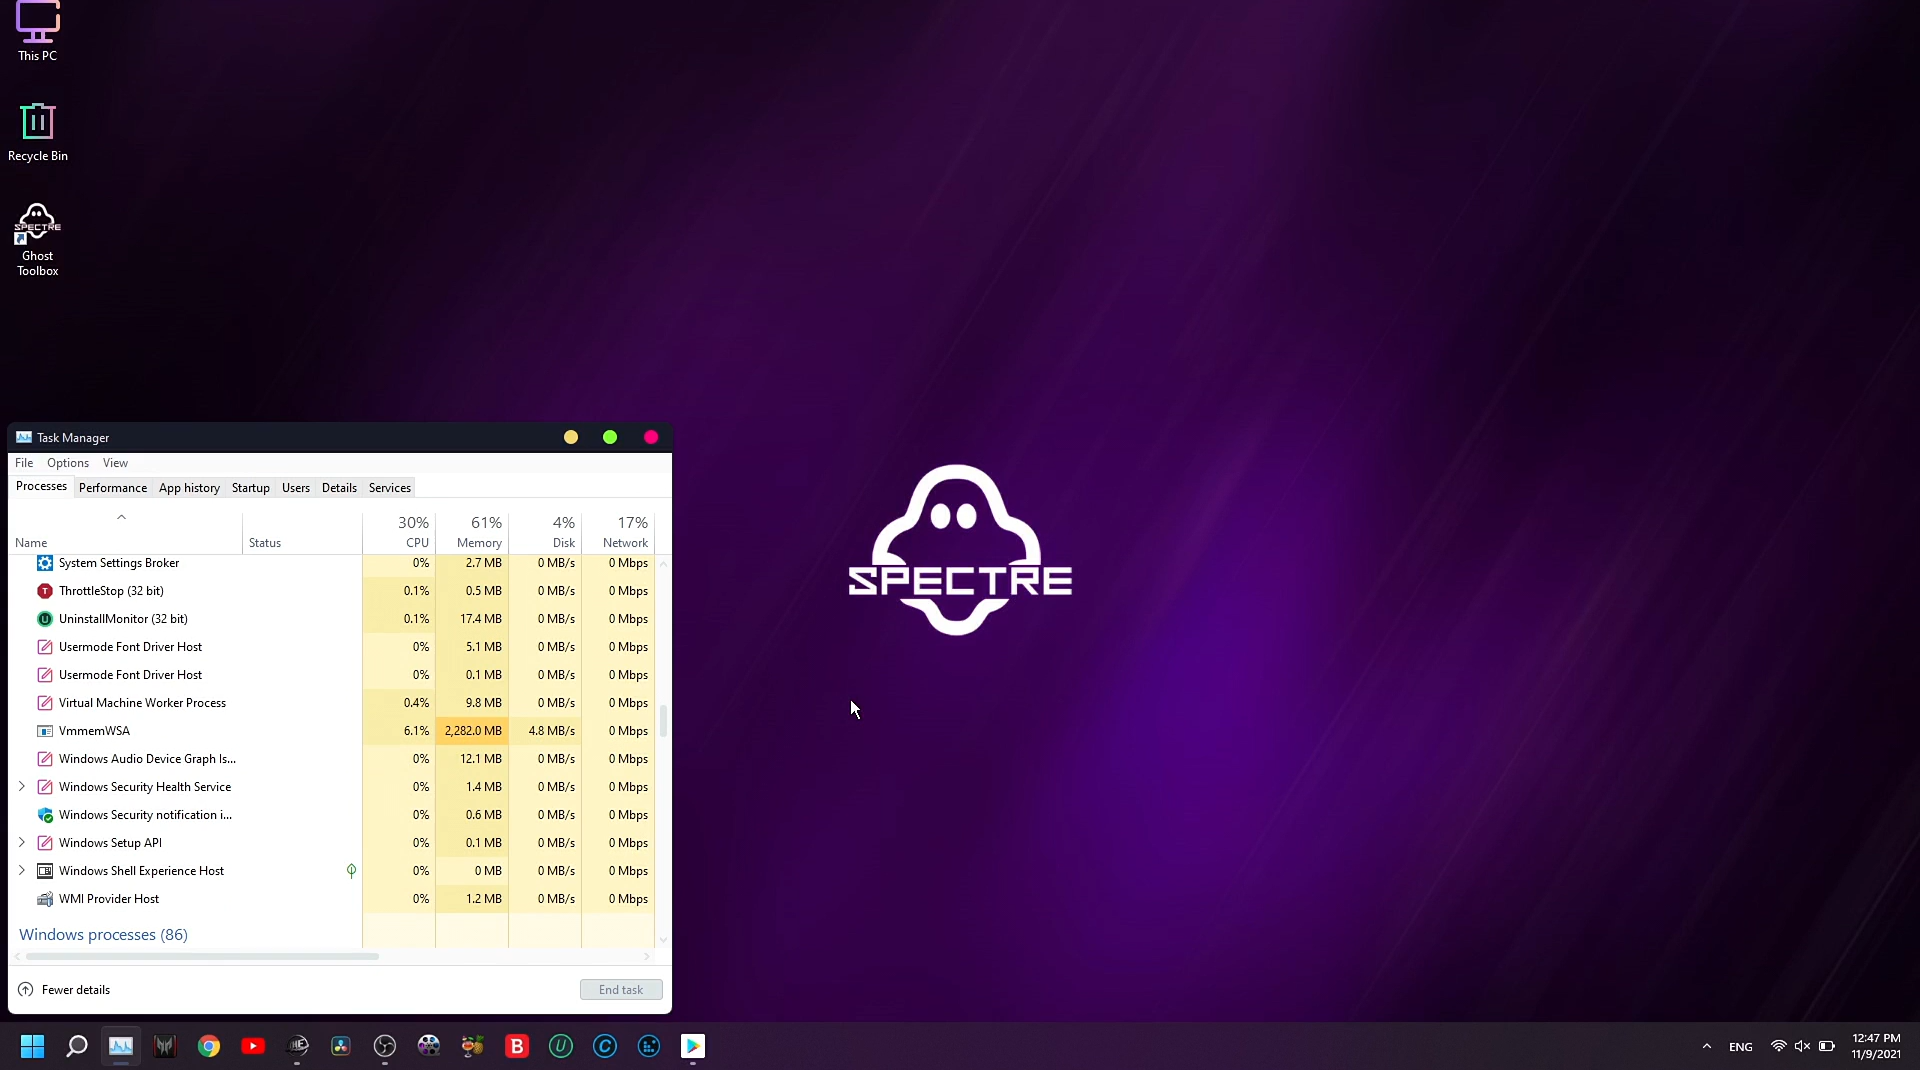 This PC
Recycle Bin
SPECTRE
Ghost
Toolbox
SPECTRE
Task Manager
File Options View
Processes Performance App history Startup Users Details Services
30% 61% 4% 17%
Name Status CPU Memory Disk Network
System Settings Broker 0% 2.7 MB 0 MB/s 0 Mbps
ThrottleStop (32 bit) 0.1% 0.5 MB 0 MB/s 0 Mbps
UninstallMonitor (32 bit) 0.1% 17.4 MB 0 MB/s 0 Mbps
Usermode Font Driver Host 0% 5.1 MB 0 MB/s 0 Mbps
Usermode Font Driver Host 0% 0.1 MB 0 MB/s 0 Mbps
Virtual Machine Worker Process 0.4% 9.8 MB 0 MB/s 0 Mbps
VmmemWSA 6.1% 2,282.0 MB 4.8 MB/s 0 Mbps
Windows Audio Device Graph Is... 0% 12.1 MB 0 MB/s 0 Mbps
Windows Security Health Service 0% 1.4 MB 0 MB/s 0 Mbps
Windows Security notification i... 0% 0.6 MB 0 MB/s 0 Mbps
Windows Setup API 0% 0.1 MB 0 MB/s 0 Mbps
Windows Shell Experience Host 0% 0 MB 0 MB/s 0 Mbps
WMI Provider Host 0% 1.2 MB 0 MB/s 0 Mbps
Windows processes (86)
Fewer details End task
ENG 12:47 PM
11/9/2021